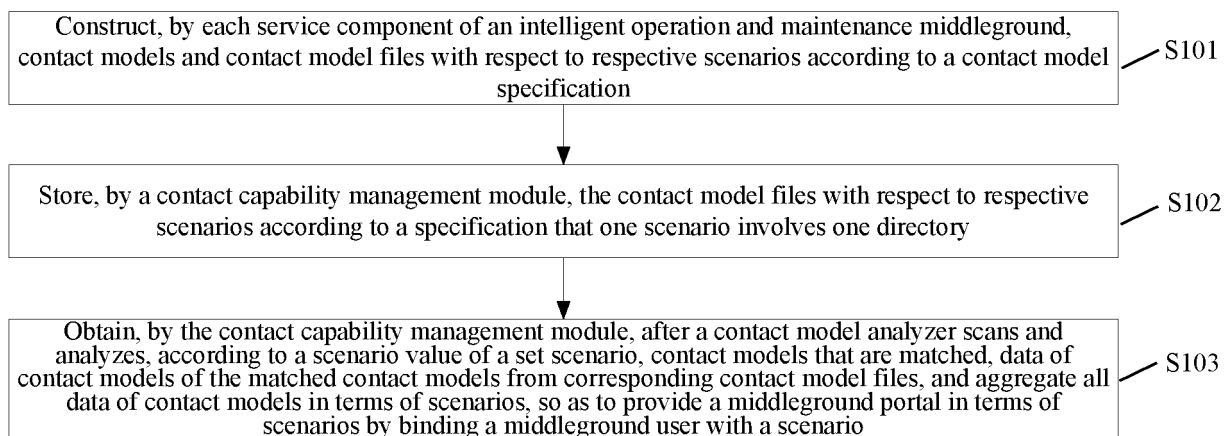 Construct, by each service component of an intelligent operation and maintenance middleground,
contact models and contact model files with respect to respective scenarios according to a contact model
specification
S101
Store, by a contact capability management module, the contact model files with respect to respective
scenarios according to a specification that one scenario involves one directory
S102
Obtain, by the contact capability management module, after a contact model analyzer scans and
analyzes, according to a scenario value of a set scenario, contact models that are matched, data of
contact models of the matched contact models from corresponding contact model files, and aggregate all
data of contact models in terms of scenarios, so as to provide a middleground portal in terms of
scenarios by binding a middleground user with a scenario
S103